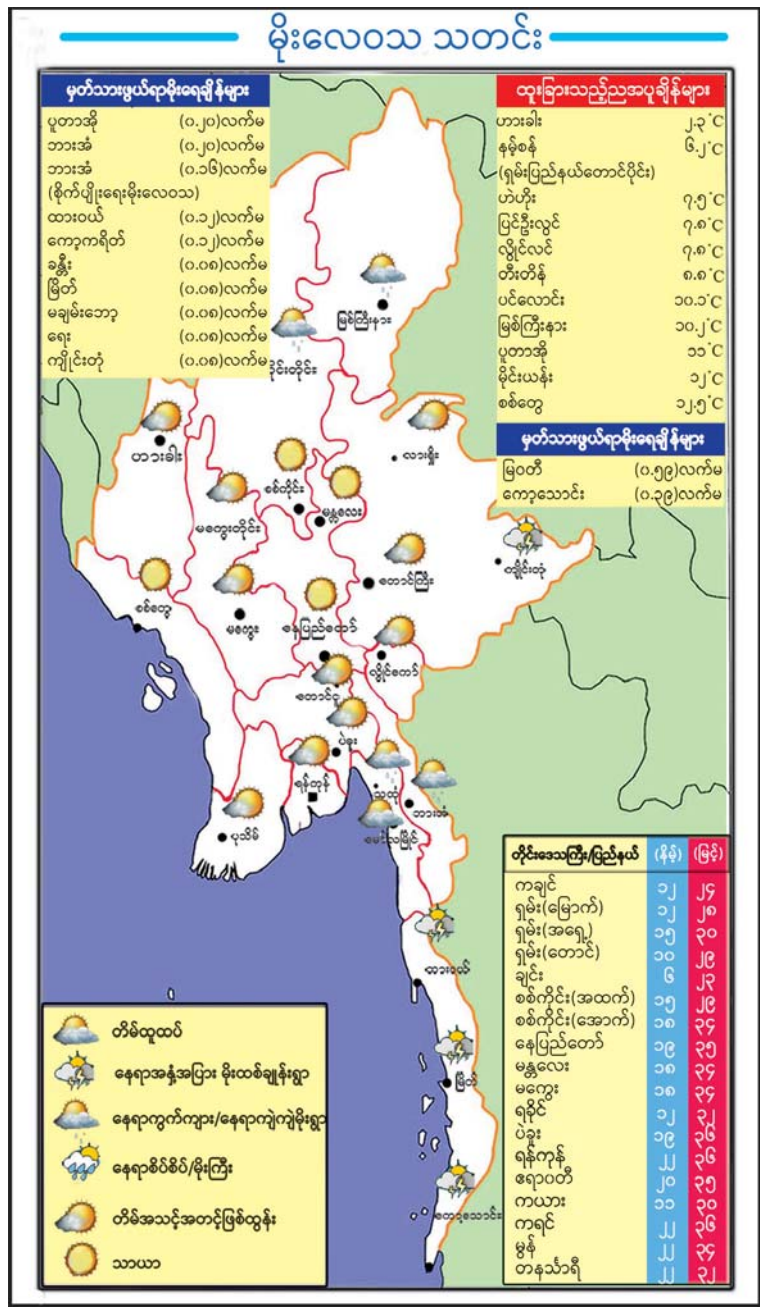 မိုးလေဝသ သတင်း
မှတ်သားဖွယ်ရာမိုးရေချိန်များ
ပူတာအို (၀.၂၀)လက်မ
ဘားအံ (၀.၂၀)လက်မ
ဘားအံ (၀.၁၆)လက်မ
(စိုက်ပျိုးရေးမိုးလေဝသ)
ထားဝယ် (၀.၁၂)လက်မ
ကော့ကရိတ် (၀.၁၂)လက်မ
ခန္တီး (၀.၀၈)လက်မ
မြိတ် (၀.၀၈)လက်မ
မချမ်းဘော့ (၀.၀၈)လက်မ
ရေး (၀.၀၈)လက်မ
ကျိုင်းတုံ (၀.၀၈)လက်မ
ထူးခြားသည့်ညအပူချိန်များ
ဟားခါး ၂.၃°C
နမ့်စန် ၆.၂°C
(ရှမ်းပြည်နယ်တောင်ပိုင်း)
ဟဲဟိုး ၇.၅°C
ပြင်ဦးလွင် ၇.၈°C
လွိုင်လင် ၇.၈°C
တီးတိန် ၈.၈°C
ပင်လောင်း ၁၀.၁°C
မြစ်ကြီးနား ၁၀.၂°C
ပူတာအို ၁၁°C
မိုင်းယန်း ၁၂°C
စစ်တွေ ၁၂.၅°C
မှတ်သားဖွယ်ရာမိုးရေချိန်များ
မြဝတီ (၀.၅၉)လက်မ
ကော့သောင်း (၀.၃၉)လက်မ
မြစ်ကြီးနား
ဟားခါး
လားရှိုး
စစ်ကိုင်း
မန္တလေး
မကွေးတိုင်း
ကျိုင်းတုံ
တောင်ကြီး
စစ်တွေ
မကွေး
နေပြည်တော်
လွိုင်ကော်
တောင်ငူ
ပဲခူး
ရန်ကုန်
သထုံ
ဘားအံ
မော်လမြိုင်
ပုသိမ်
ထားဝယ်
မြိတ်
ကော့သောင်း
တိမ်ထူထပ်
နေရာအနှံ့အပြား မိုးထစ်ချုန်းရွာ
နေရာကွက်ကျား/နေရာကျဲကျဲမိုးရွာ
နေရာစိပ်စိပ်/မိုးကြီး
တိမ်အသင့်အတင့်ဖြစ်ထွန်း
သာယာ
တိုင်းဒေသကြီး/ပြည်နယ် (နိမ့်) (မြင့်)
ကချင် ၁၂ ၂၄
ရှမ်း(မြောက်) ၁၂ ၂၈
ရှမ်း(အရှေ့) ၁၅ ၃၀
ရှမ်း(တောင်) ၁၀ ၂၉
ချင်း ၆ ၂၃
စစ်ကိုင်း(အထက်) ၁၅ ၂၉
စစ်ကိုင်း(အောက်) ၁၈ ၃၄
နေပြည်တော် ၁၉ ၃၅
မန္တလေး ၁၈ ၃၄
မကွေး ၁၈ ၃၄
ရခိုင် ၁၂ ၃၂
ပဲခူး ၁၉ ၃၆
ရန်ကုန် ၂၂ ၃၆
ဧရာဝတီ ၂၀ ၃၅
ကယား ၁၁ ၃၀
ကရင် ၂၂ ၃၆
မွန် ၂၂ ၃၄
တနင်္သာရီ ၂၂ ၃၂